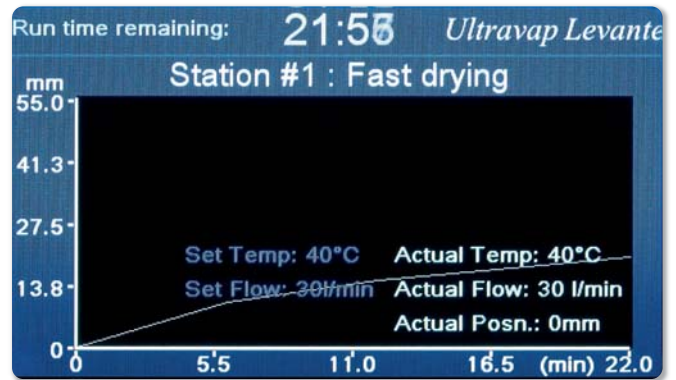 Run time remaining: 21:56 Ultravap Levante
Station #1 : Fast drying
mm
55.0
41.3
27.5
Set Temp: 40°C Actual Temp: 40°C
13.8
Set Flow: 30l/min Actual Flow: 30 l/min
Actual Posn.: 0mm
0
0 5.5 11.0 16.5 (min) 22.0